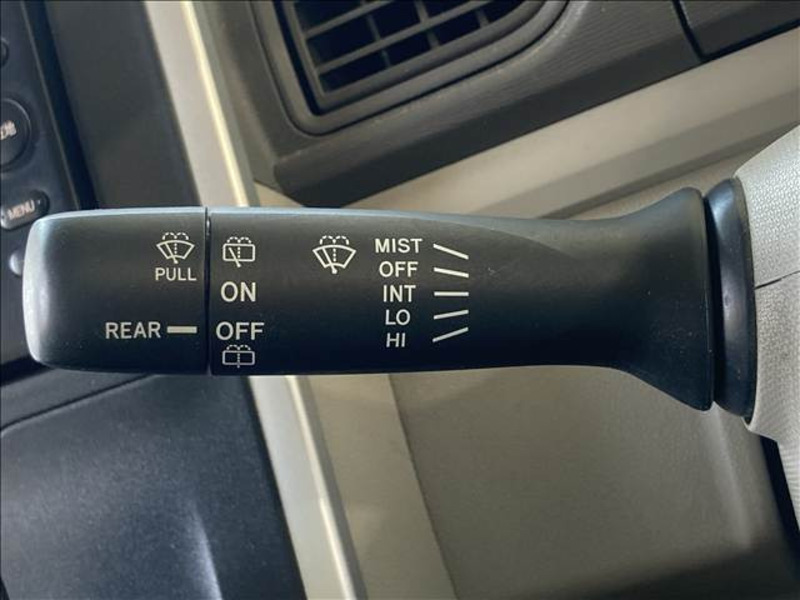 MENU
PULL
REAR
ON
OFF
MIST
OFF
INT
LO
HI